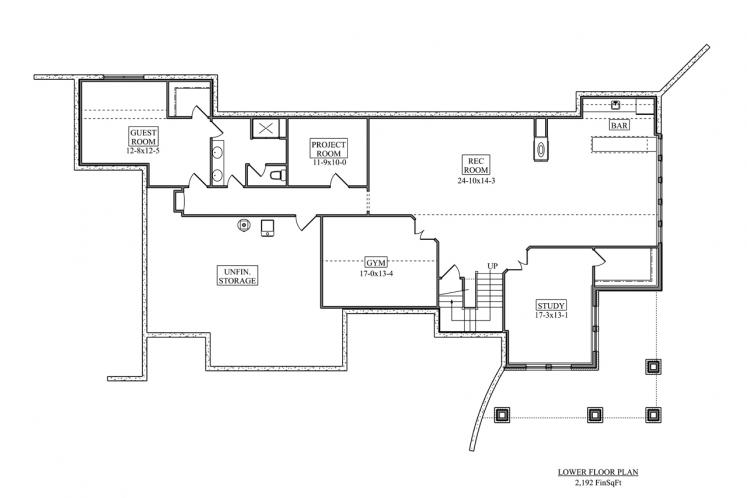 GUEST
ROOM
12-8x12-5
PROJECT
ROOM
11-9x10-0
REC
ROOM
24-10x14-3
BAR
UNFIN.
STORAGE
GYM
17-0x13-4
UP
STUDY
17-3x13-1
LOWER FLOOR PLAN
2,192 FinSqFt